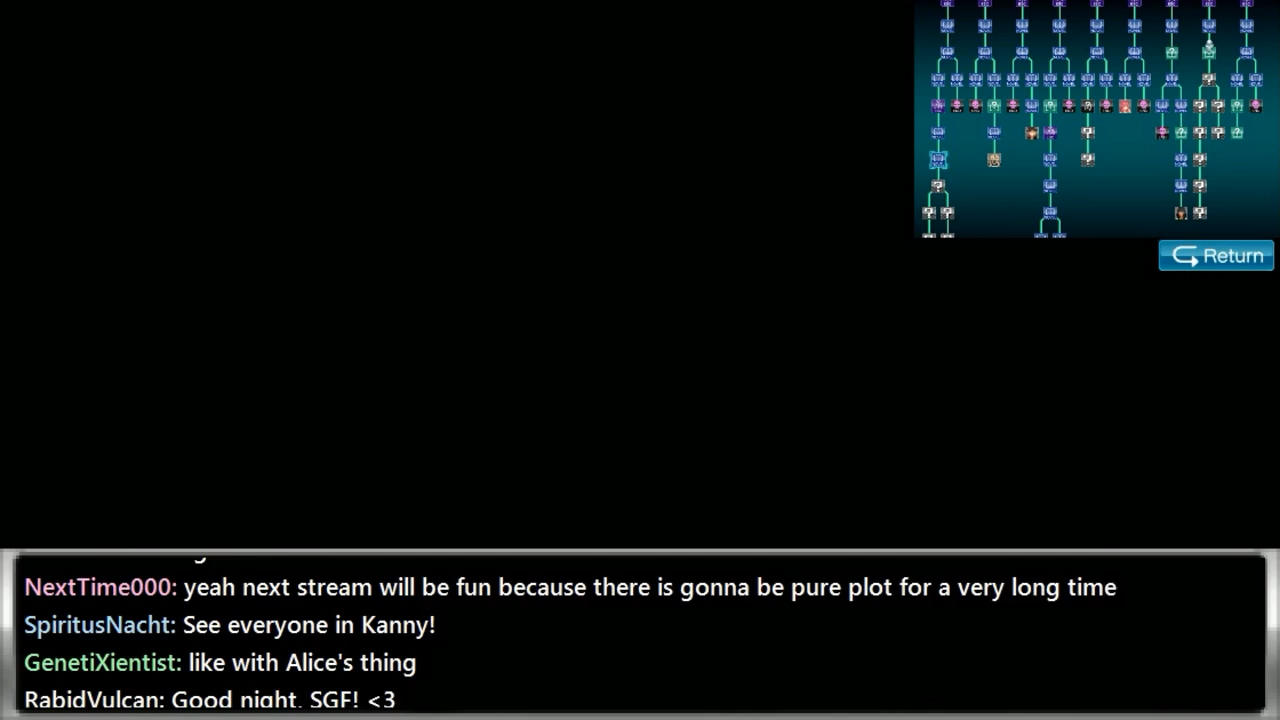 Return
NextTime000: yeah next stream will be fun because there is gonna be pure plot for a very long time
SpiritusNacht: See everyone in Kanny!
GenetiXientist: like with Alice's thing
RabidVulcan: Good night, SGF! <3